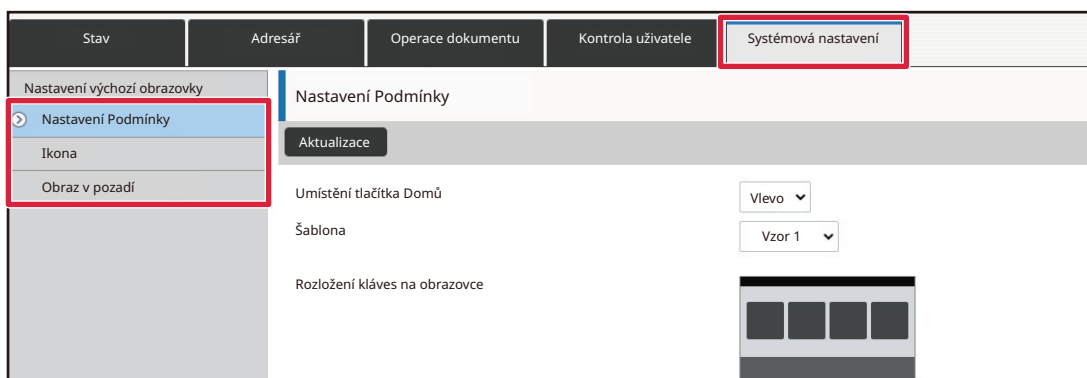 Stav
Adresář
Operace dokumentu
Kontrola uživatele
Systémová nastavení
Nastavení výchozí obrazovky
Nastavení Podmínky
Ikona
Obraz v pozadí
Nastavení Podmínky
Aktualizace
Umístění tlačítka Domů
Vlevo
Šablona
Vzor 1
Rozložení kláves na obrazovce